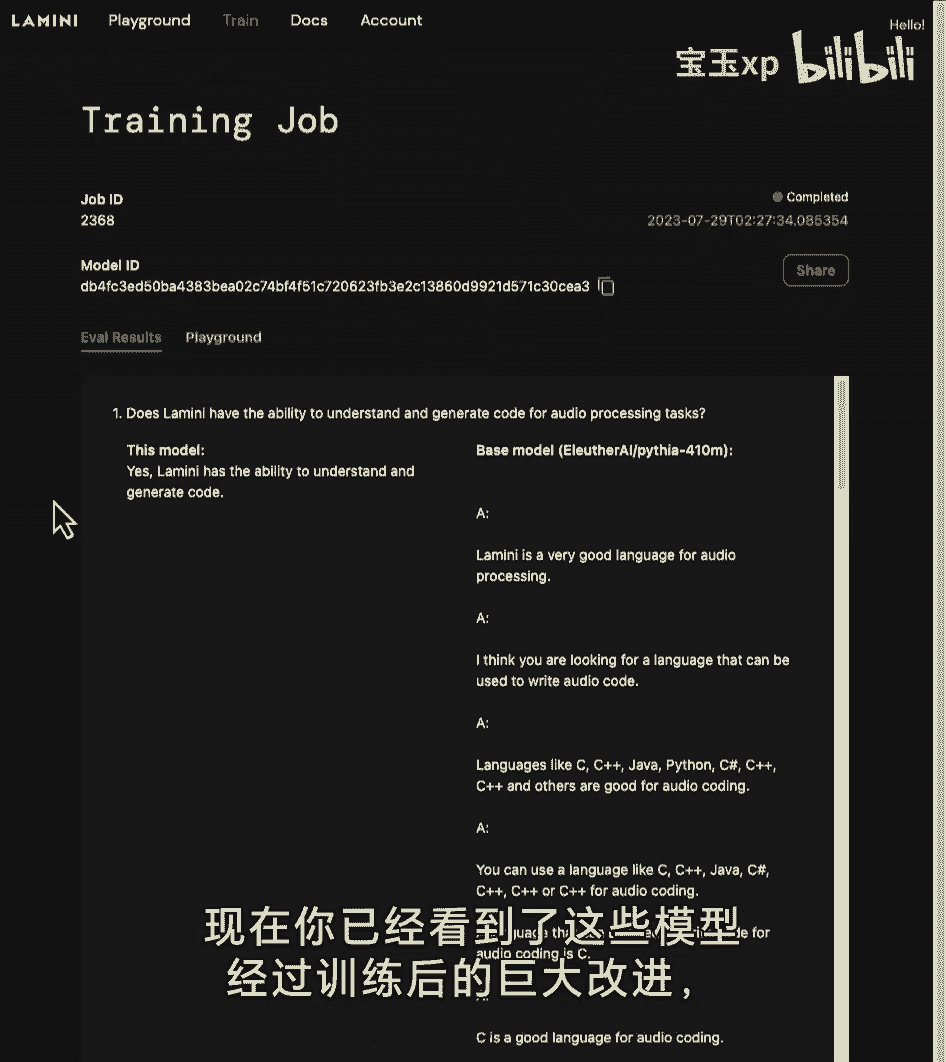 LAMINI Playground Train Docs Account
Hello!
宝玉xp bilibili
Training Job
Job ID
Completed
2368
2023-07-29T02:27:34.085354
Model ID
db4fc3ed50ba4383bea02c74bf4f51c720623fb3e2c13860d9921d571c30cea3
Share
Eval Results Playground
1. Does Lamini have the ability to understand and generate code for audio processing tasks?
This model:
Yes, Lamini has the ability to understand and
generate code.
Base model (EleutherAI/pythia-410m):
A:
Lamini is a very good language for audio
processing.
A:
I think you are looking for a language that can be
used to write audio code.
A:
Languages like C, C++, Java, Python, C#, C++,
C++ and others are good for audio coding.
A:
You can use a language like C, C++, Java, C#,
C++, C++ or C++ for audio coding.
for
audio coding is C.
C is a good language for audio coding.
现在你已经看到了这些模型
经过训练后的巨大改进，